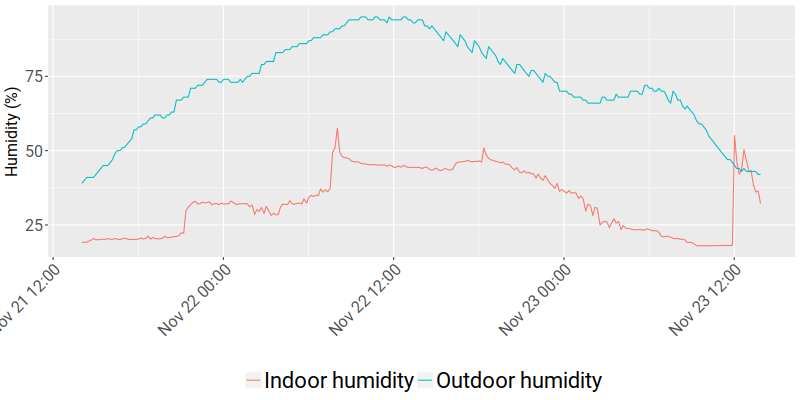 Humidity (%)
75
50
25
Nov 21 12:00
Nov 22 00:00
Nov 22 12:00
Nov 23 00:00
Nov 23 12:00
Indoor humidity
Outdoor humidity